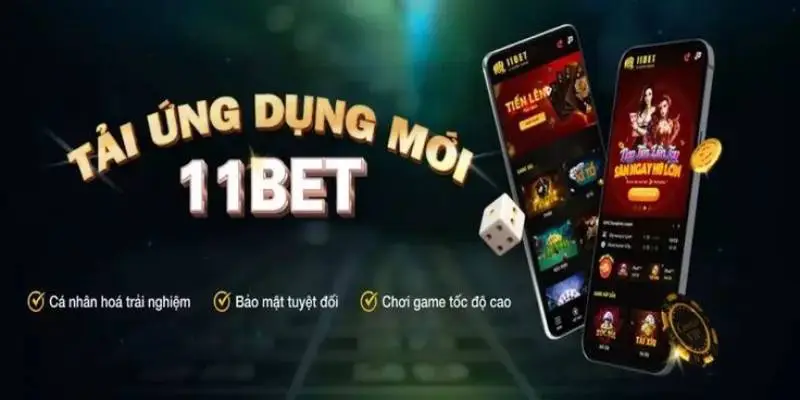 TẢI ỨNG DỤNG MỚI
11BET
Cá nhân hoá trải nghiệm
Bảo mật tuyệt đối
Chơi game tốc độ cao
11BET
TIẾN LÊN
11BET
SĂN NGAY HŨ LỚN
TÀI XỈU